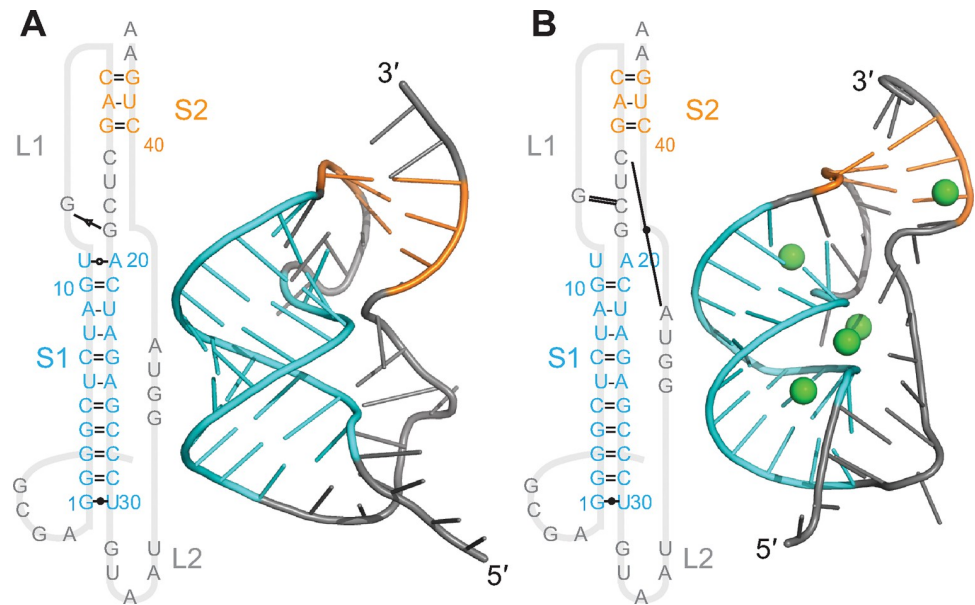 A
A
A
C=G
A-U
G=C
S2
40
L1
C
U
G C
G
U A 20
10 G=C
A-U
U-A
S1 C=G A
U-A U
C=G G
G=C G
G=C
G=C
1G U30
G
C
G
A
G U
U A
A
L2
3′
5′
B
A
A
C=G
A-U
G=C
S2
40
L1
C
U
G=C
G
U A 20
10 G=C
A-U A
U-A U
S1 C=G G
U-A G
C=G
G=C
G=C
G=C
1G U30
G
C
G
A
G U
U A
A
L2
3′
5′